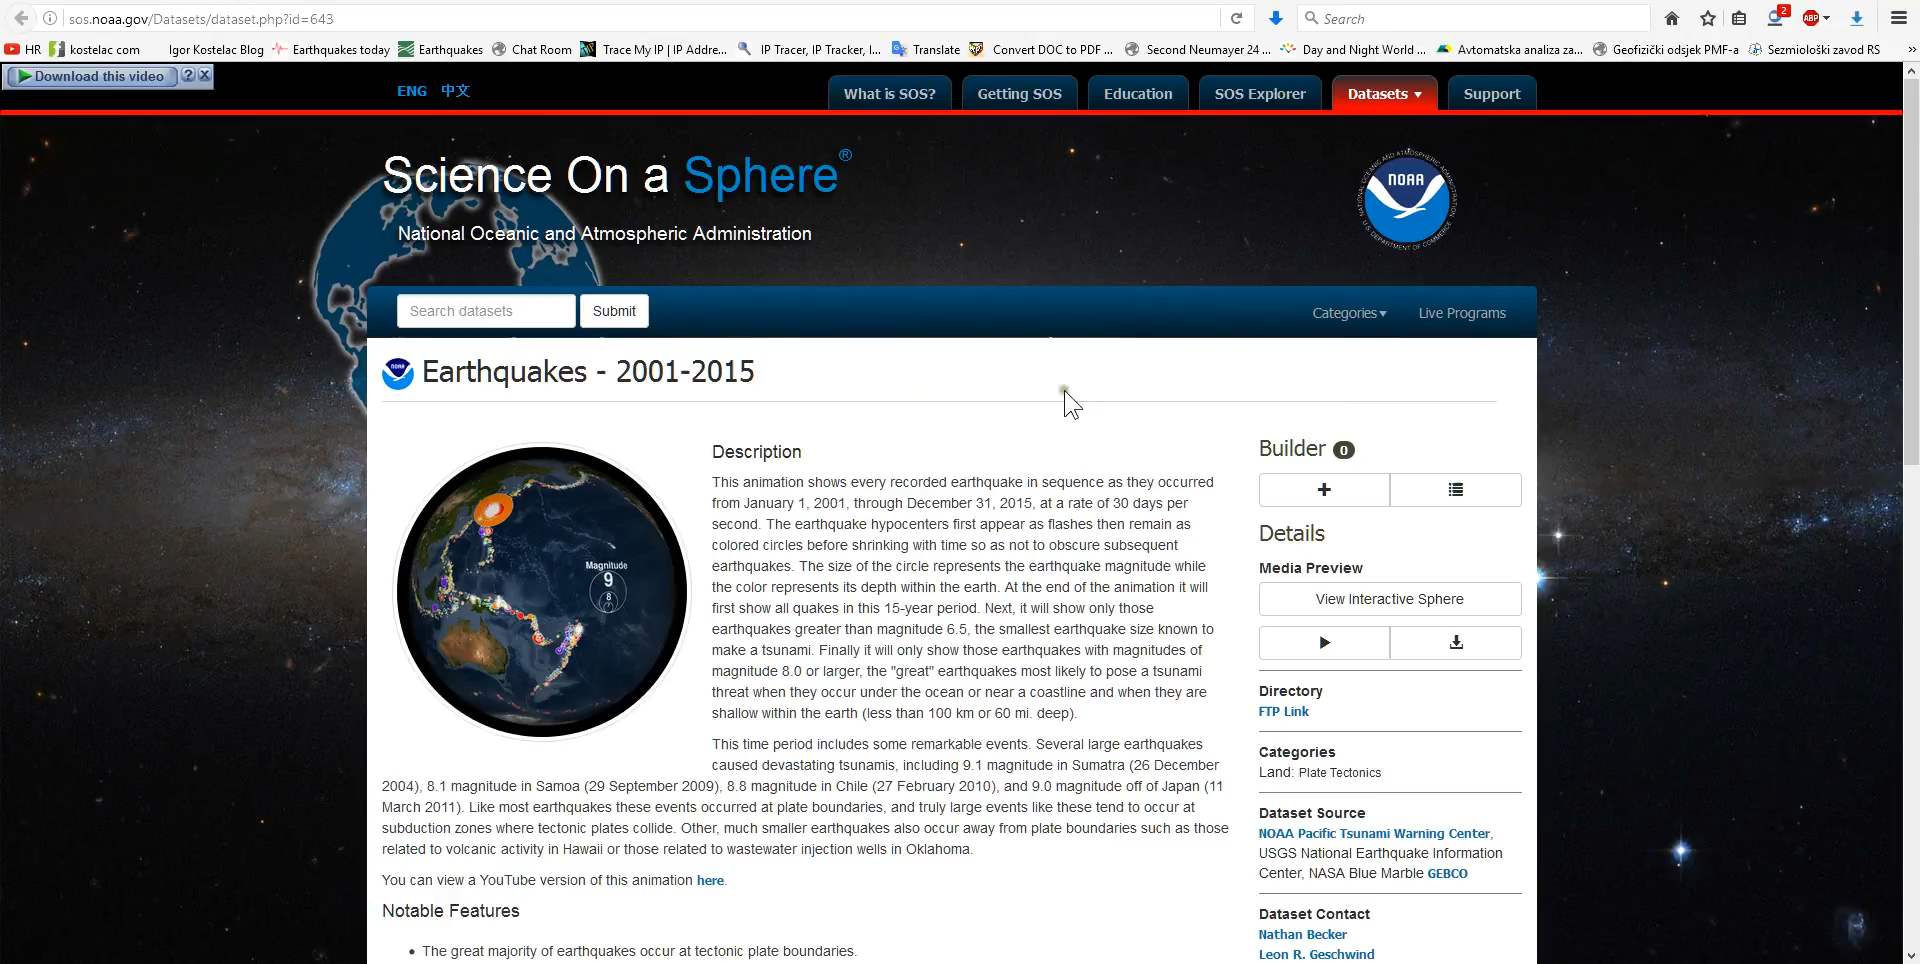 sos.noaa.gov/Datasets/dataset.php?id=643
Search
2
ABP
HR
kostelac com
Igor Kostelac Blog
Earthquakes today
Earthquakes
Chat Room
Trace My IP | IP Addre...
IP Tracer, IP Tracker, I...
Translate
Convert DOC to PDF ...
Second Neumayer 24 ...
Day and Night World ...
Avtomatska analiza za...
Geofizički odsjek PMF-a
Sezmiološki zavod RS
Download this video
?
ENG 中文
What is SOS?
Getting SOS
Education
SOS Explorer
Datasets
Support
Science On a Sphere®
National Oceanic and Atmospheric Administration
NATIONAL OCEANIC AND ATMOSPHERIC ADMINISTRATION
NOAA
U.S. DEPARTMENT OF COMMERCE
Search datasets
Submit
Categories
Live Programs
Earthquakes - 2001-2015
Magnitude
9
8
Description
This animation shows every recorded earthquake in sequence as they occurred
from January 1, 2001, through December 31, 2015, at a rate of 30 days per
second. The earthquake hypocenters first appear as flashes then remain as
colored circles before shrinking with time so as not to obscure subsequent
earthquakes. The size of the circle represents the earthquake magnitude while
the color represents its depth within the earth. At the end of the animation it will
first show all quakes in this 15-year period. Next, it will show only those
earthquakes greater than magnitude 6.5, the smallest earthquake size known to
make a tsunami. Finally it will only show those earthquakes with magnitudes of
magnitude 8.0 or larger, the "great" earthquakes most likely to pose a tsunami
threat when they occur under the ocean or near a coastline and when they are
shallow within the earth (less than 100 km or 60 mi. deep).
This time period includes some remarkable events. Several large earthquakes
caused devastating tsunamis, including 9.1 magnitude in Sumatra (26 December
2004), 8.1 magnitude in Samoa (29 September 2009), 8.8 magnitude in Chile (27 February 2010), and 9.0 magnitude off of Japan (11
March 2011). Like most earthquakes these events occurred at plate boundaries, and truly large events like these tend to occur at
subduction zones where tectonic plates collide. Other, much smaller earthquakes also occur away from plate boundaries such as those
related to volcanic activity in Hawaii or those related to wastewater injection wells in Oklahoma.
You can view a YouTube version of this animation here.
Notable Features
• The great majority of earthquakes occur at tectonic plate boundaries.
Builder 0
Details
Media Preview
View Interactive Sphere
Directory
FTP Link
Categories
Land: Plate Tectonics
Dataset Source
NOAA Pacific Tsunami Warning Center,
USGS National Earthquake Information
Center, NASA Blue Marble GEBCO
Dataset Contact
Nathan Becker
Leon R. Geschwind